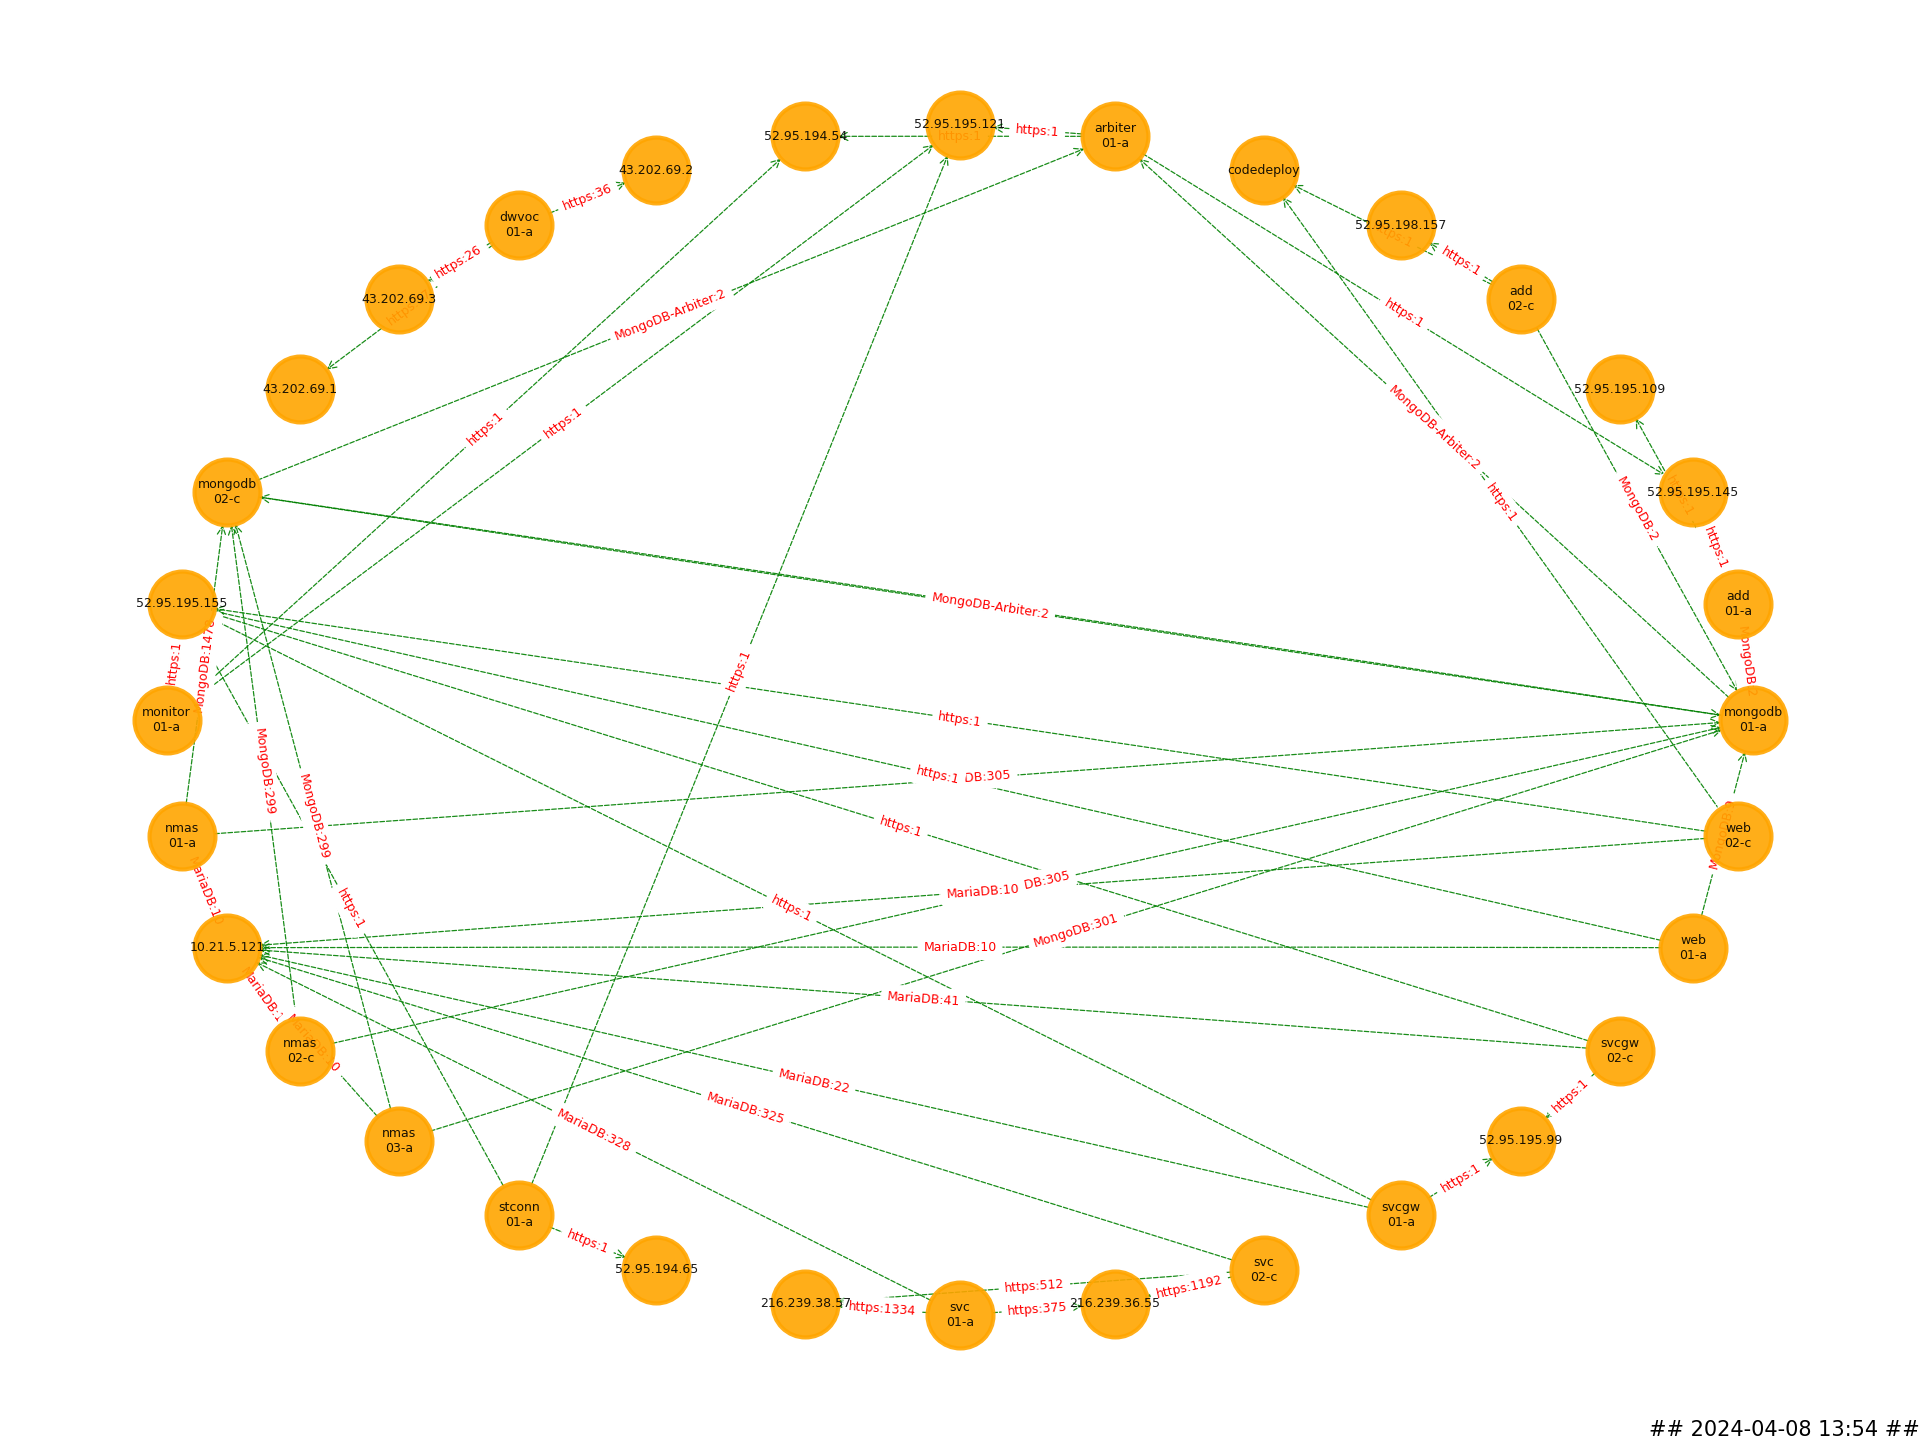 52.95.195.121
https:1
arbiter
01-a
52.95.194.54
https:1
43.202.69.2
codedeploy
https:36
dwvoc
01-a
52.95.198.157
https:1
https:26
https:1
43.202.69.3
add
02-c
MongoDB-Arbiter:2
https:1
43.202.69.1
52.95.195.109
https:1
https:1
MongoDB-Arbiter:2
mongodb
02-c
52.95.195.145
https:1
MongoDB:2
https:1
https:1
52.95.195.155
MongoDB-Arbiter:2
add
01-a
https:1
MongoDB:1478
https:1
monitor
01-a
https:1
mongodb
01-a
MongoDB:299
https:1
DB:305
MongoDB:299
https:1
nmas
01-a
web
02-c
MariaDB:10
DB:305
https:1
https:1
MongoDB:301
10.21.5.121
MariaDB:10
web
01-a
MariaDB:1
MariaDB:41
nmas
02-c
svcgw
02-c
MariaDB:22
https:1
MariaDB:325
MariaDB:328
nmas
03-a
52.95.195.99
https:1
stconn
01-a
svcgw
01-a
https:1
52.95.194.65
svc
02-c
https:512
https:1192
216.239.38.57
https:1334
svc
01-a
https:375
216.239.36.55
## 2024-04-08 13:54 ##